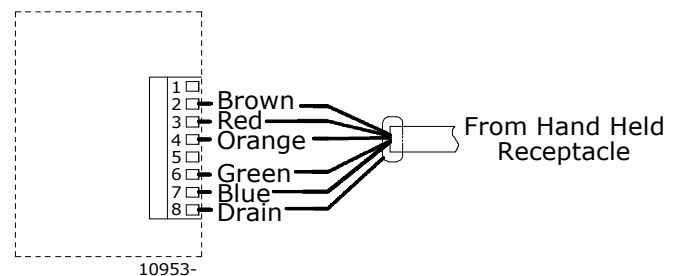 1
2 Brown
3 Red
4 Orange
5
6 Green
7 Blue
8 Drain
From Hand Held
Receptacle
10953-